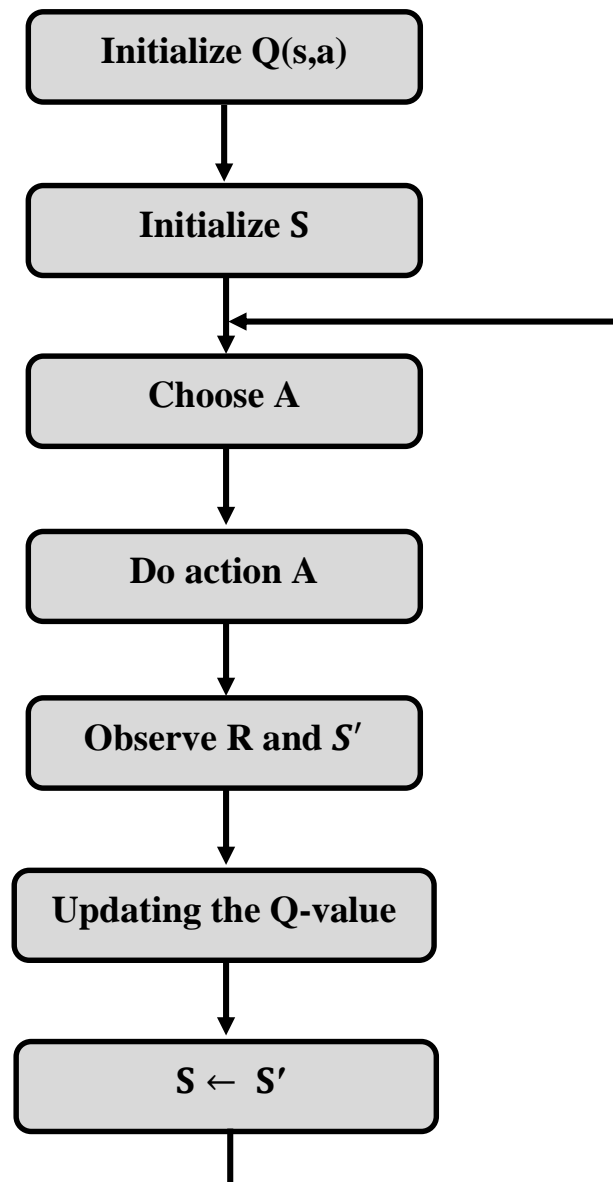 Initialize Q(s,a)
Initialize S
Choose A
Do action A
Observe R and S′
Updating the Q-value
S ← S′